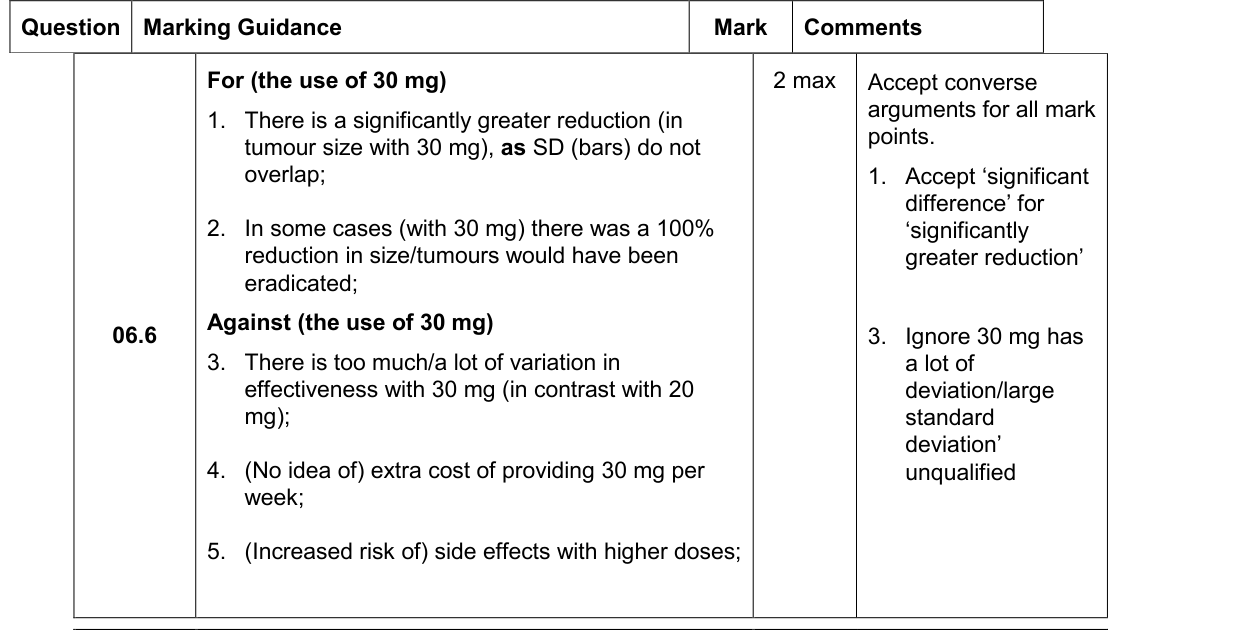 Question Marking Guidance Mark Comments
For (the use of 30 mg)
1. There is a significantly greater reduction (in
tumour size with 30 mg), as SD (bars) do not
overlap;
2. In some cases (with 30 mg) there was a 100%
reduction in size/tumours would have been
eradicated;
Against (the use of 30 mg)
06.6
3. There is too much/a lot of variation in
effectiveness with 30 mg (in contrast with 20
mg);
4. (No idea of) extra cost of providing 30 mg per
week;
5. (Increased risk of) side effects with higher doses;
2 max
Accept converse
arguments for all mark
points.
1. Accept ‘significant
difference’ for
‘significantly
greater reduction’
3. Ignore 30 mg has
a lot of
deviation/large
standard
deviation’
unqualified